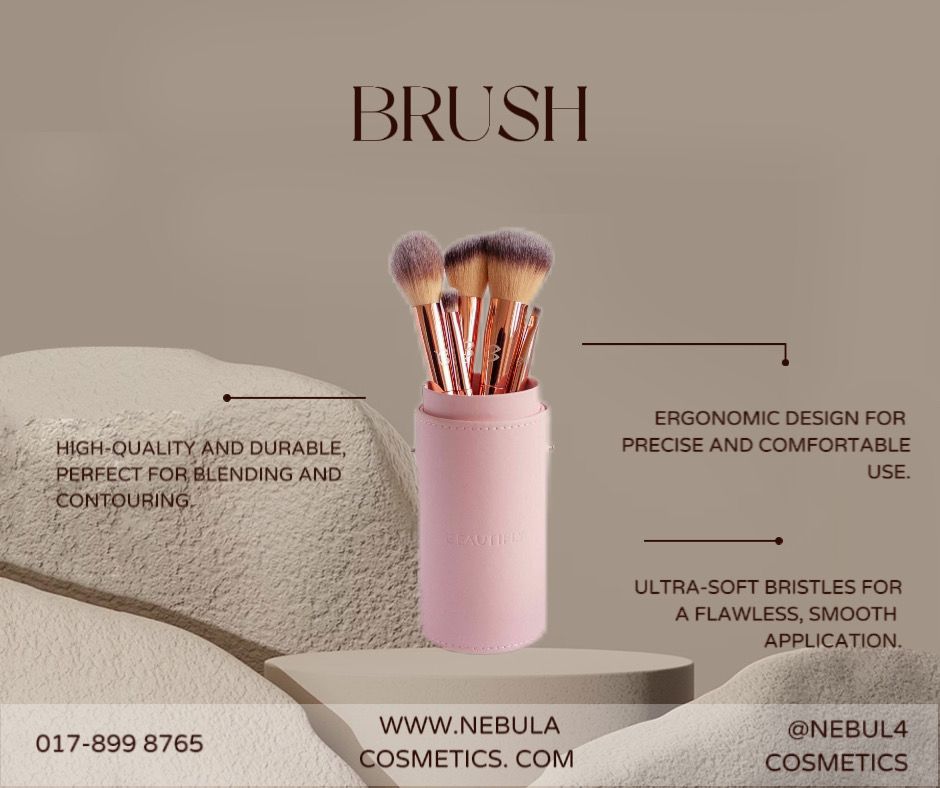 BRUSH
HIGH-QUALITY AND DURABLE,
PERFECT FOR BLENDING AND
CONTOURING.
ERGONOMIC DESIGN FOR
PRECISE AND COMFORTABLE
USE.
BEAUTIFLY
ULTRA-SOFT BRISTLES FOR
A FLAWLESS, SMOOTH
APPLICATION.
017-899 8765
WWW.NEBULA
COSMETICS. COM
@NEBUL4
COSMETICS